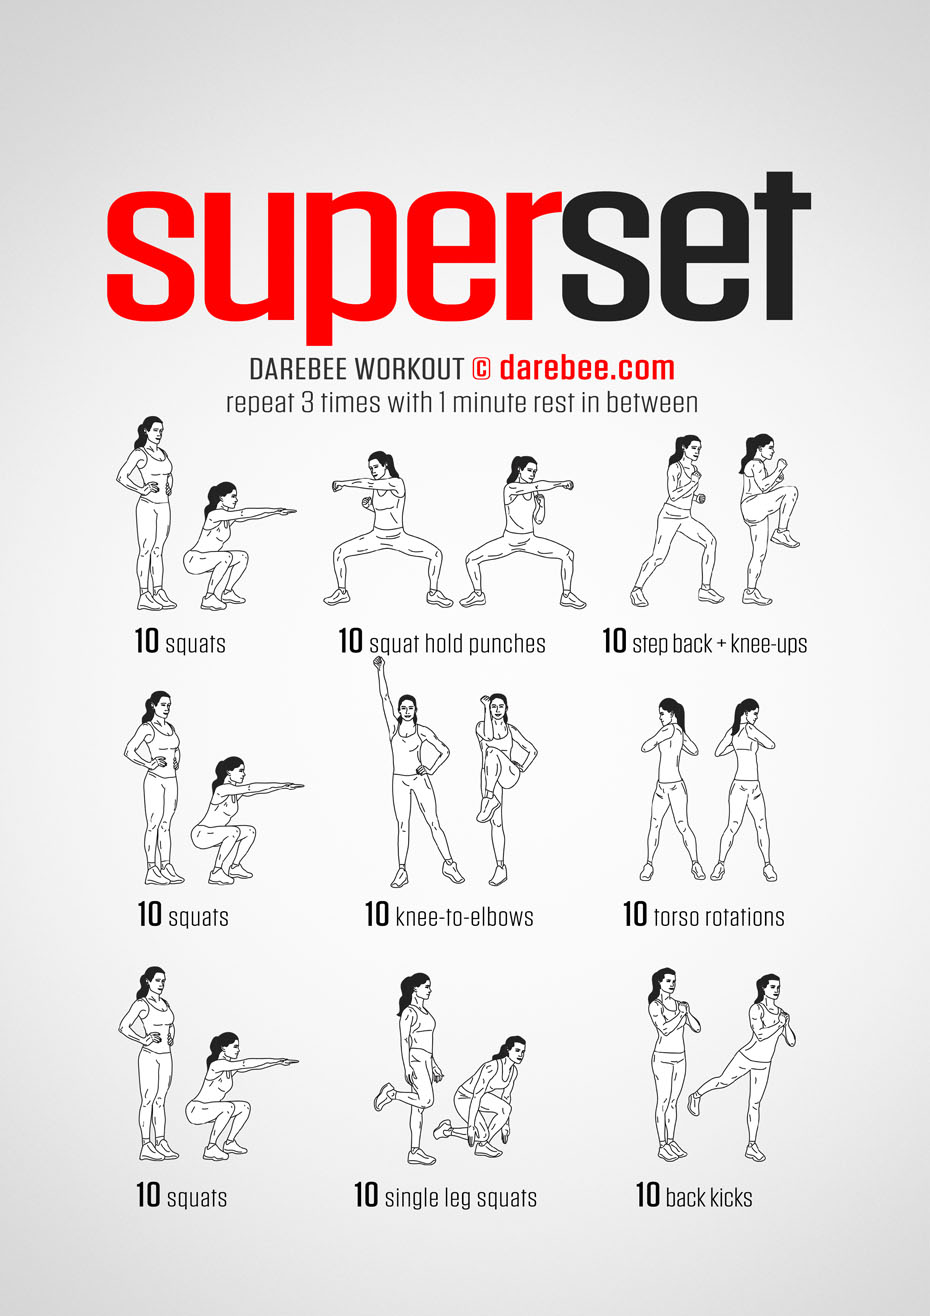 superset
DAREBEE WORKOUT © darebee.com
repeat 3 times with 1 minute rest in between
10 squats
10 squat hold punches
10 step back + knee-ups
10 squats
10 knee-to-elbows
10 torso rotations
10 squats
10 single leg squats
10 back kicks